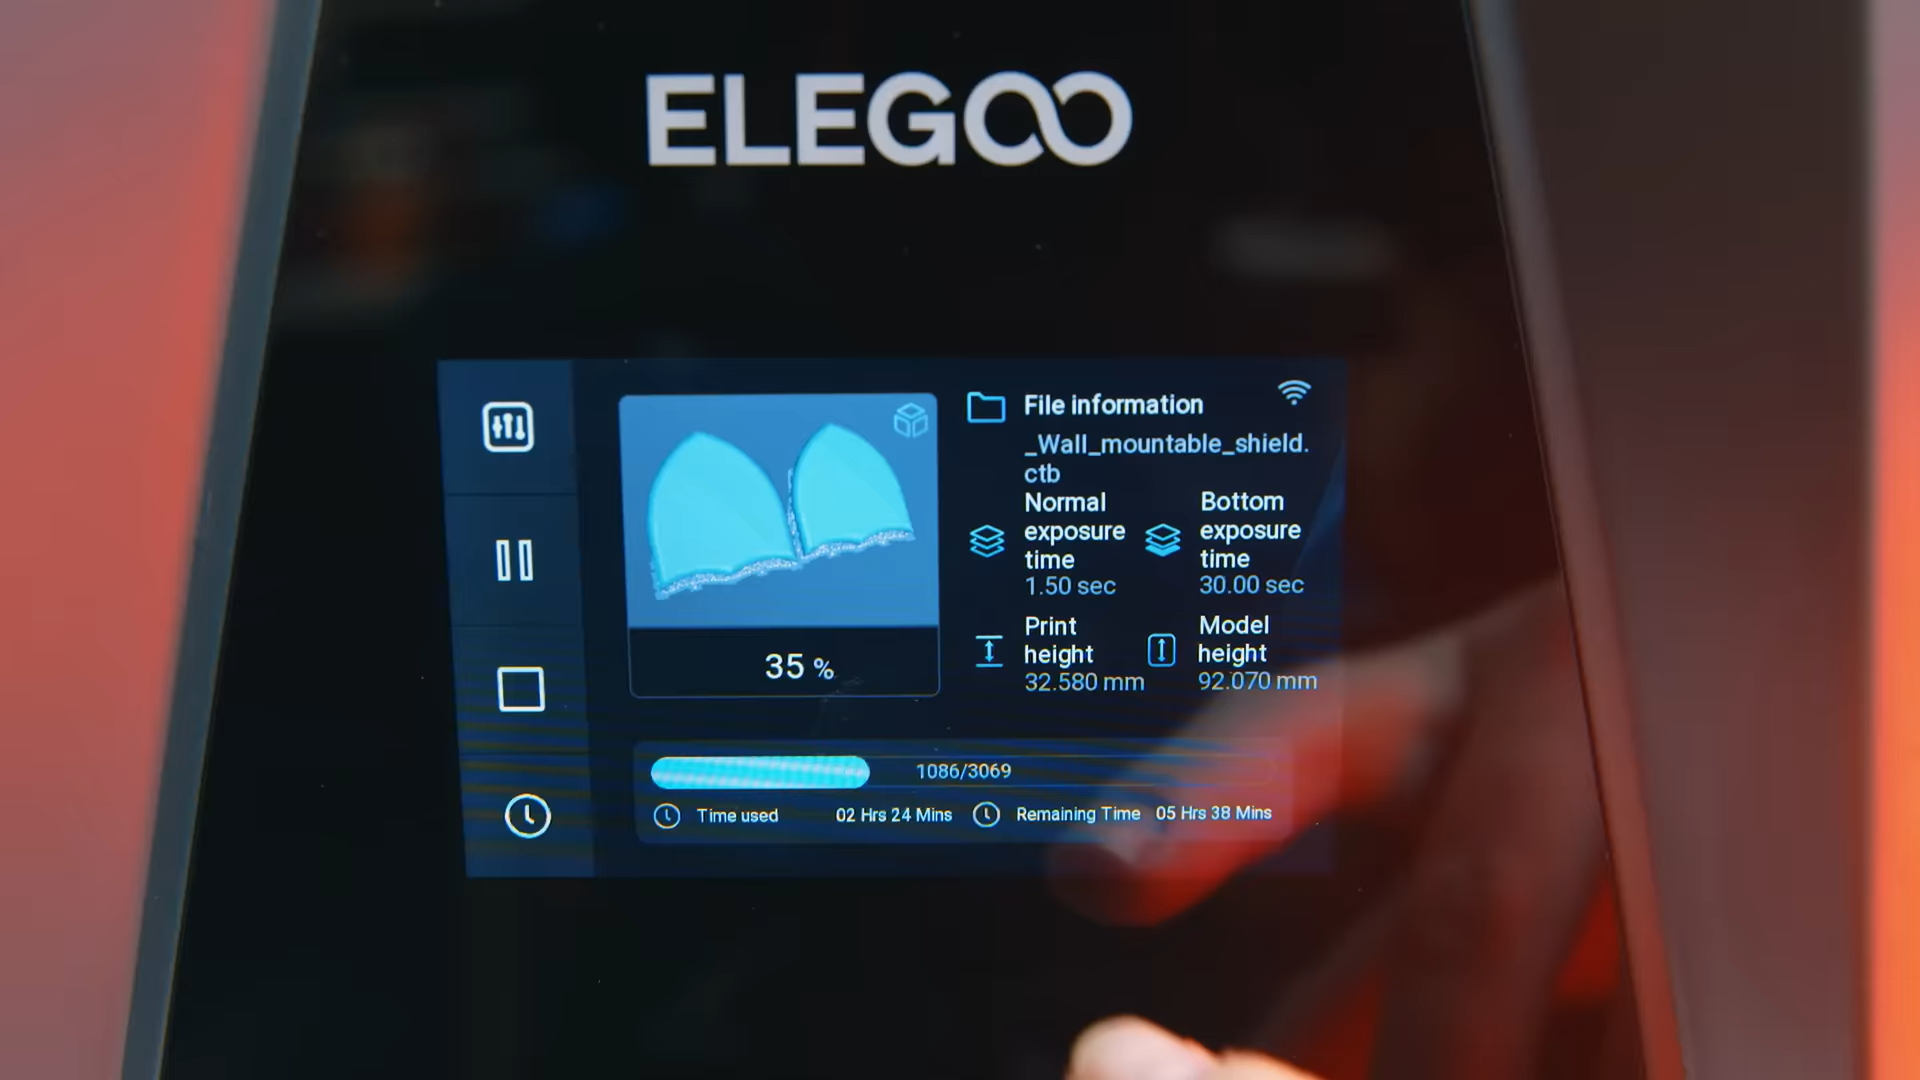 ELEGOO
File information
_Wall_mountable_shield.
ctb
Normal
exposure
time
1.50 sec
Bottom
exposure
time
30.00 sec
Print
height
32.580 mm
Model
height
92.070 mm
35 %
1086/3069
Time used 02 Hrs 24 Mins Remaining Time 05 Hrs 38 Mins